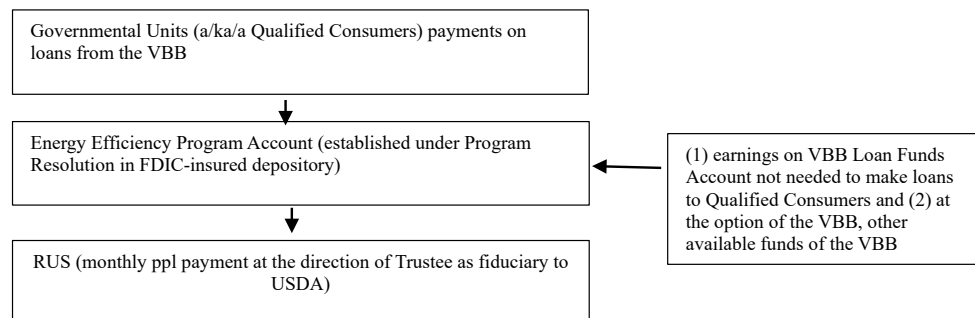 Governmental Units (a/ka/a Qualified Consumers) payments on
loans from the VBB
Energy Efficiency Program Account (established under Program
Resolution in FDIC-insured depository)
(1) earnings on VBB Loan Funds
Account not needed to make loans
to Qualified Consumers and (2) at
the option of the VBB, other
available funds of the VBB
RUS (monthly ppl payment at the direction of Trustee as fiduciary to
USDA)